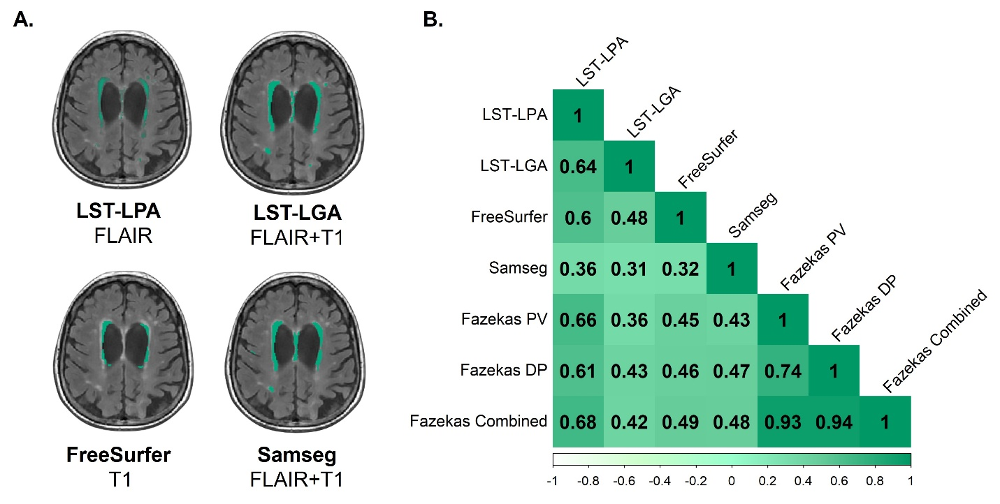 A.
LST-LPA
FLAIR
LST-LGA
FLAIR+T1
FreeSurfer
T1
Samseg
FLAIR+T1
B.
LST-LPA
LST-LGA
FreeSurfer
Samseg
Fazekas PV
Fazekas DP
Fazekas Combined
LST-LPA 1
LST-LGA 0.64 1
FreeSurfer 0.6 0.48 1
Samseg 0.36 0.31 0.32 1
Fazekas PV 0.66 0.36 0.45 0.43 1
Fazekas DP 0.61 0.43 0.46 0.47 0.74 1
Fazekas Combined 0.68 0.42 0.49 0.48 0.93 0.94 1
-1 -0.8 -0.6 -0.4 -0.2 0 0.2 0.4 0.6 0.8 1